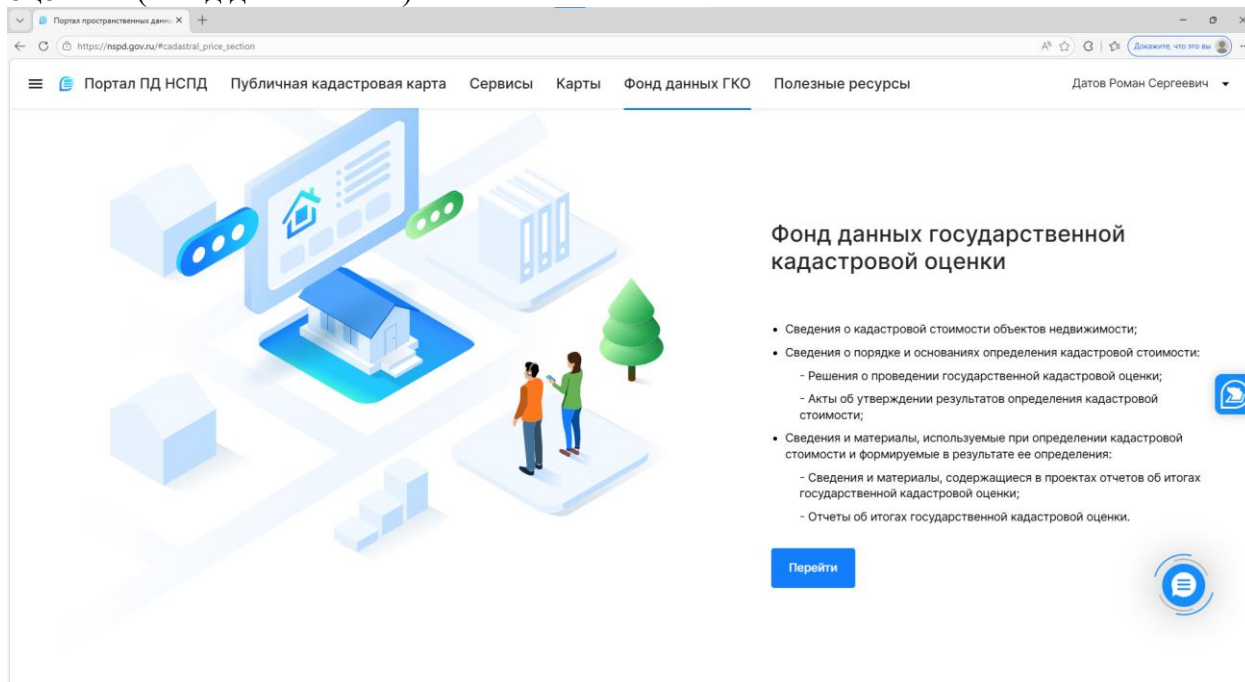 Портал пространственных данны
https://nspd.gov.ru/#cadastral_price_section
Докажите, что это вы
Портал ПД НСПД Публичная кадастровая карта Сервисы Карты Фонд данных ГКО Полезные ресурсы Датов Роман Сергеевич
Фонд данных государственной
кадастровой оценки
• Сведения о кадастровой стоимости объектов недвижимости;
• Сведения о порядке и основаниях определения кадастровой стоимости:
- Решения о проведении государственной кадастровой оценки;
- Акты об утверждении результатов определения кадастровой
стоимости;
• Сведения и материалы, используемые при определении кадастровой
стоимости и формируемые в результате ее определения:
- Сведения и материалы, содержащиеся в проектах отчетов об итогах
государственной кадастровой оценки;
- Отчеты об итогах государственной кадастровой оценки.
Перейти